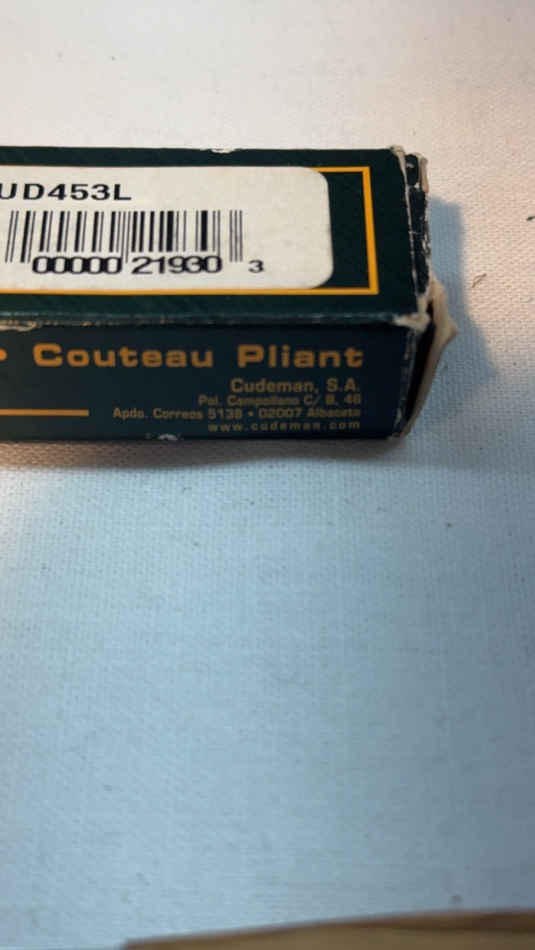 UD453L
00000 21930 3
• Couteau Pliant
Cudeman, S.A.
Pol. Campollano C/ B. 46
Apdo. Correos 5138 • 02007 Albacete
www.cudeman.com